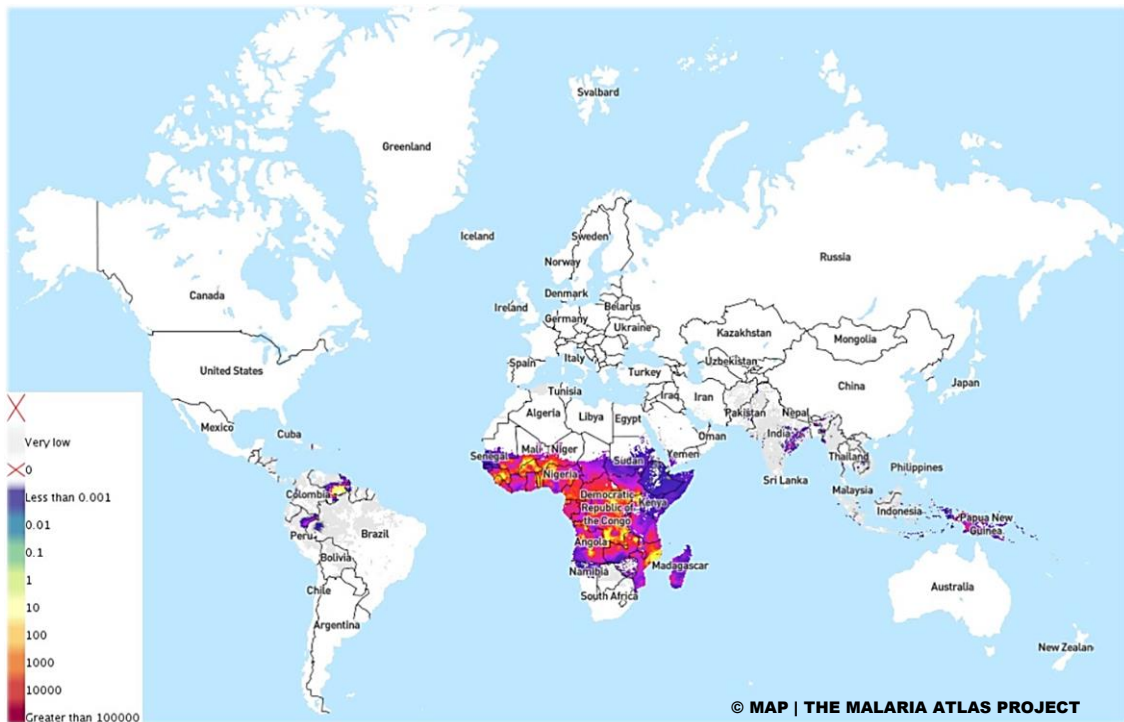 Svalbard
Greenland
Iceland
Sweden
Norway
Russia
Canada
Denmark
Ireland
Belarus
Germany
Ukraine
Kazakhstan
Mongolia
Spain
Italy
Uzbekistan
United States
Turkey
China
Japan
Tunisia
Iraq
Iran
Algeria
Libya
Egypt
Pakistan
Nepal
Mexico
Cuba
Oman
India
Mali
Niger
Senegal
Sudan
Yemen
Thailand
Philippines
Nigeria
Sri Lanka
Malaysia
Colombia
Democratic
Republic of
the Congo
Kenya
Indonesia
Papua New
Guinea
Peru
Brazil
Angola
Bolivia
Namibia
Madagascar
Chile
South Africa
Australia
Argentina
New Zealan
Very low
0
Less than 0.001
0.01
0.1
1
10
100
1000
10000
Greater than 100000
© MAP | THE MALARIA ATLAS PROJECT